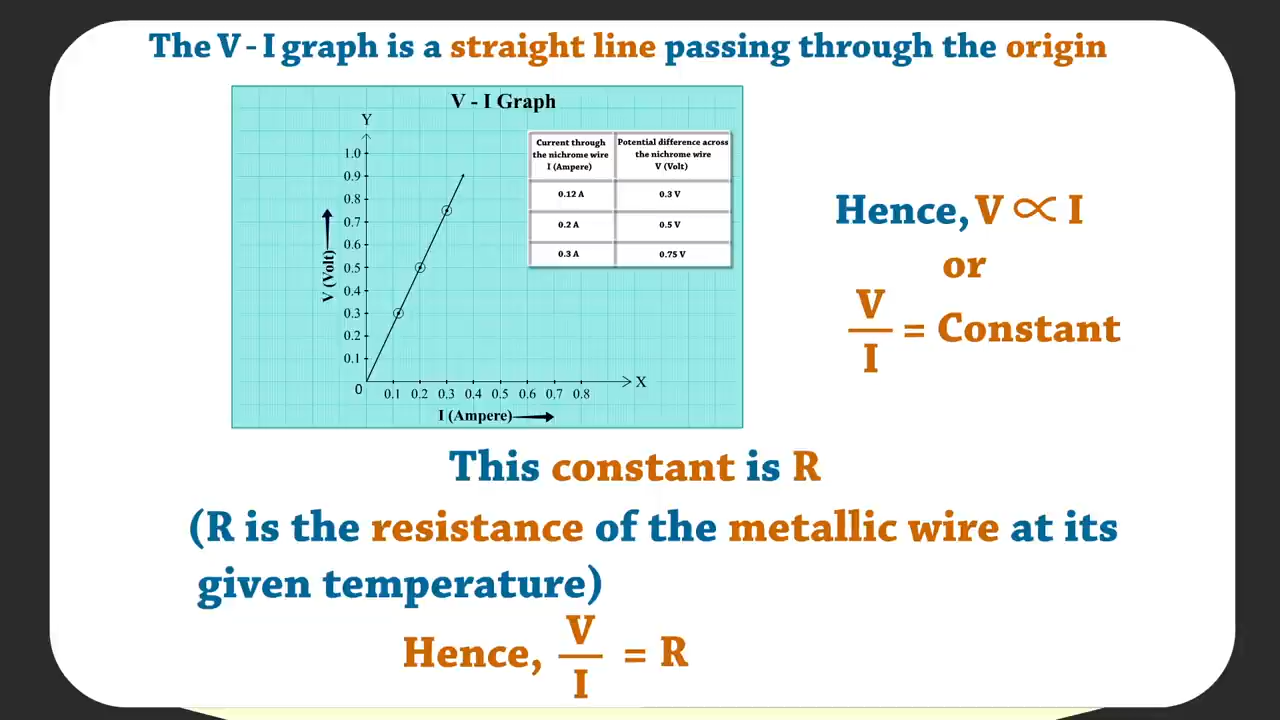 The V - I graph is a straight line passing through the origin
V - I Graph
Y
1.0
0.9
0.8
0.7
0.6
0.5
0.4
0.3
0.2
0.1
0
V (Volt)
0.1 0.2 0.3 0.4 0.5 0.6 0.7 0.8
X
I (Ampere)
Current through the nichrome wire I (Ampere)
Potential difference across the nichrome wire V (Volt)
0.12 A 0.3 V
0.2 A 0.5 V
0.3 A 0.75 V
Hence, V ∝ I
or
V
I
= Constant
This constant is R
(R is the resistance of the metallic wire at its
given temperature)
Hence, V
I
= R